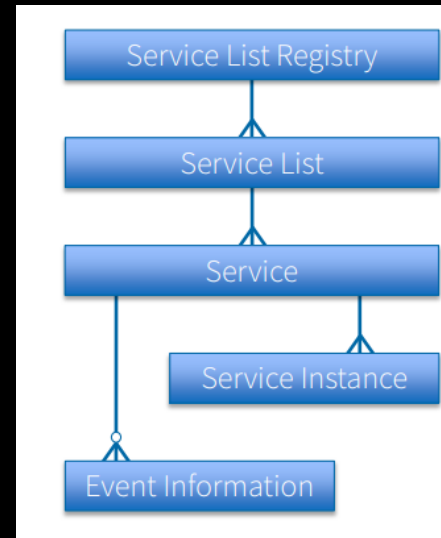 Service List Registry
Service List
Service
Service Instance
Event Information